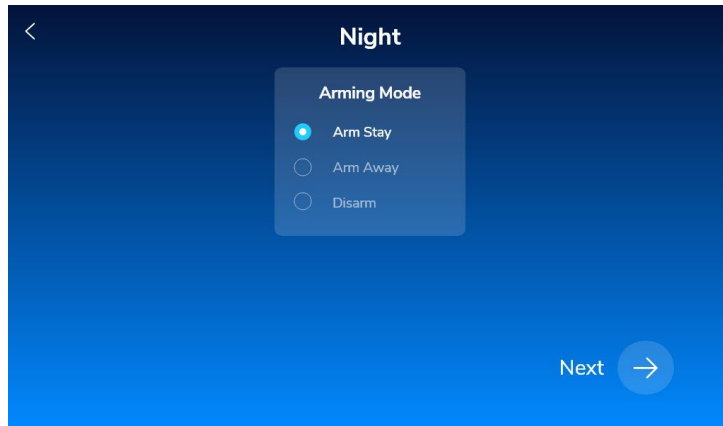 Night
Arming Mode
Arm Stay
Arm Away
Disarm
Next